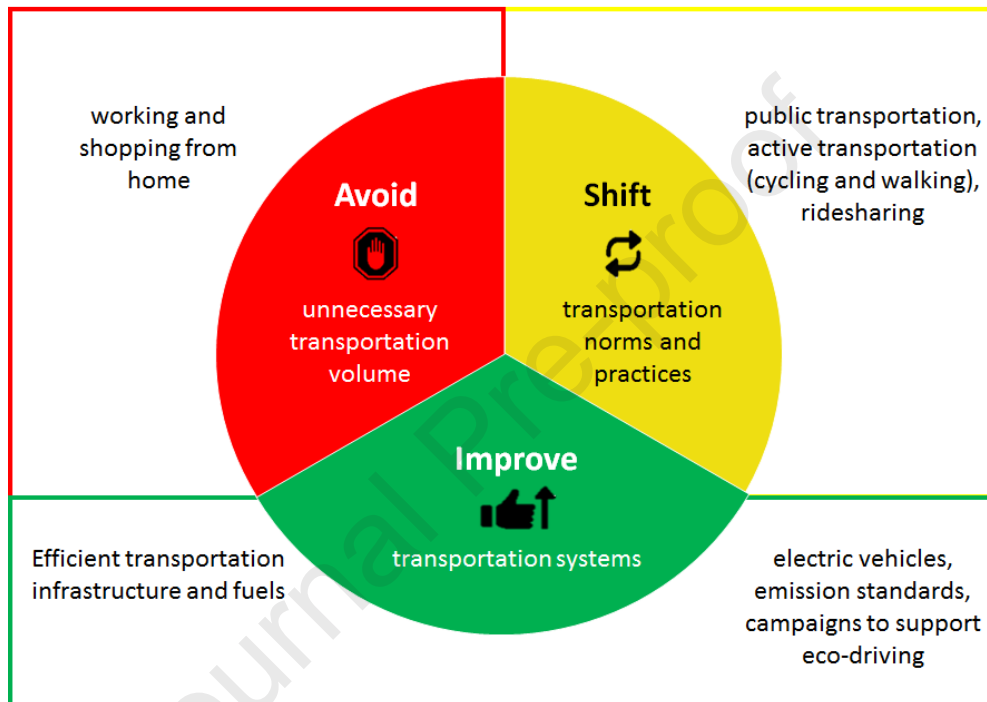 working and
shopping from
home
Avoid
unnecessary
transportation
volume
Shift
transportation
norms and
practices
public transportation,
active transportation
(cycling and walking),
ridesharing
Improve
transportation systems
Efficient transportation
infrastructure and fuels
electric vehicles,
emission standards,
campaigns to support
eco-driving
Journal Pre-proof